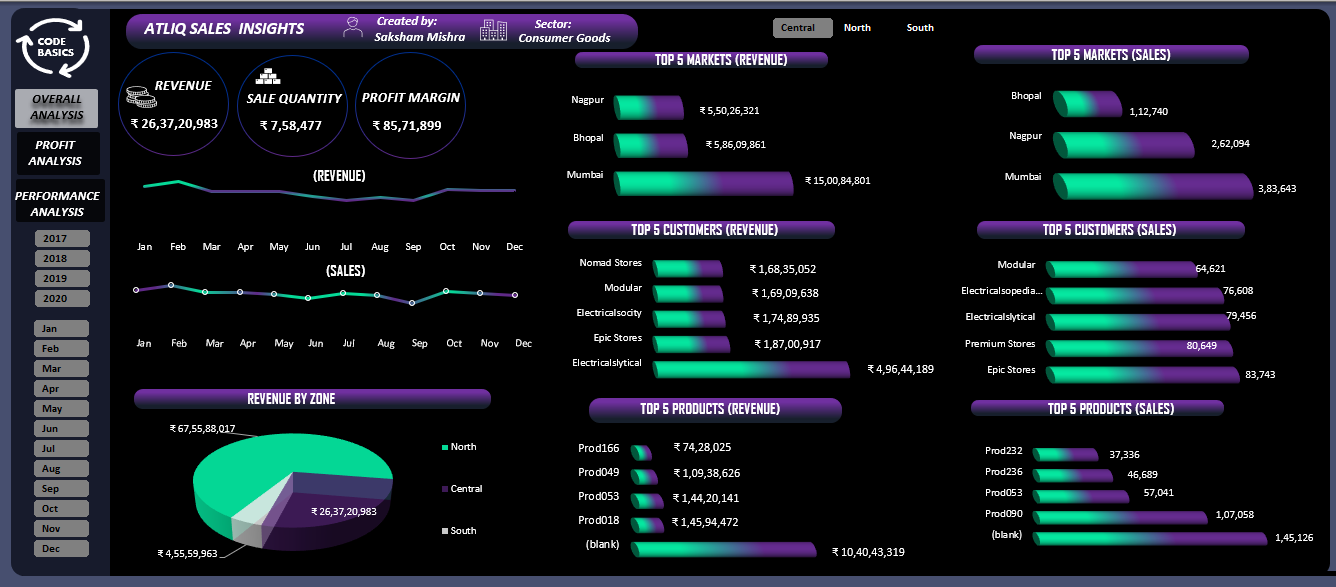 CODE
BASICS
OVERALL
ANALYSIS
PROFIT
ANALYSIS
PERFORMANCE
ANALYSIS
2017
2018
2019
2020
Jan
Feb
Mar
Apr
May
Jun
Jul
Aug
Sep
Oct
Nov
Dec
ATLIQ SALES INSIGHTS
Created by:
Saksham Mishra
Sector:
Consumer Goods
Central North South
REVENUE
₹ 26,37,20,983
SALE QUANTITY
₹ 7,58,477
PROFIT MARGIN
₹ 85,71,899
(REVENUE)
Jan Feb Mar Apr May Jun Jul Aug Sep Oct Nov Dec
(SALES)
Jan Feb Mar Apr May Jun Jul Aug Sep Oct Nov Dec
REVENUE BY ZONE
₹ 67,55,88,017
₹ 26,37,20,983
₹ 4,55,59,963
North
Central
South
TOP 5 MARKETS (REVENUE)
Nagpur ₹ 5,50,26,321
Bhopal ₹ 5,86,09,861
Mumbai ₹ 15,00,84,801
TOP 5 CUSTOMERS (REVENUE)
Nomad Stores ₹ 1,68,35,052
Modular ₹ 1,69,09,638
Electricalsocity ₹ 1,74,89,935
Epic Stores ₹ 1,87,00,917
Electricalslytical ₹ 4,96,44,189
TOP 5 PRODUCTS (REVENUE)
Prod166 ₹ 74,28,025
Prod049 ₹ 1,09,38,626
Prod053 ₹ 1,44,20,141
Prod018 ₹ 1,45,94,472
(blank) ₹ 10,40,43,319
TOP 5 MARKETS (SALES)
Bhopal 1,12,740
Nagpur 2,62,094
Mumbai 3,83,643
TOP 5 CUSTOMERS (SALES)
Modular 64,621
Electricalsopedia... 76,608
Electricalslytical 79,456
Premium Stores 80,649
Epic Stores 83,743
TOP 5 PRODUCTS (SALES)
Prod232 37,336
Prod236 46,689
Prod053 57,041
Prod090 1,07,058
(blank) 1,45,126